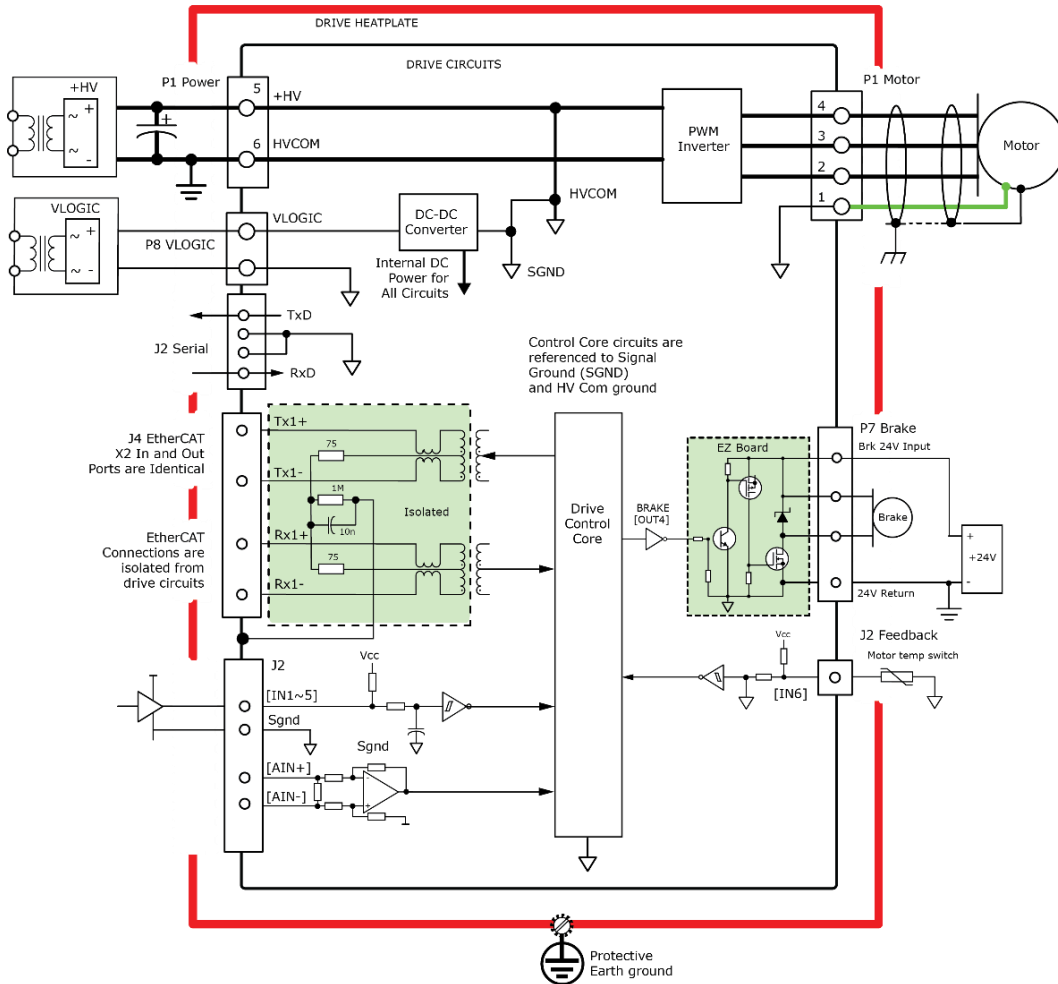 DRIVE HEATPLATE
DRIVE CIRCUITS
+HV
+
~
~
-
+
P1 Power
5
+HV
6
HVCOM
PWM
Inverter
P1 Motor
4
3
2
1
Motor
HVCOM
VLOGIC
+
~
~
-
P8 VLOGIC
VLOGIC
DC-DC
Converter
SGND
Internal DC
Power for
All Circuits
TxD
J2 Serial
RxD
Control Core circuits are
referenced to Signal
Ground (SGND)
and HV Com ground
J4 EtherCAT
X2 In and Out
Ports are Identical
EtherCAT
Connections are
isolated from
drive circuits
Tx1+
75
Tx1-
1M
10n
Isolated
Rx1+
75
Rx1-
Drive
Control
Core
BRAKE
[OUT4]
EZ Board
P7 Brake
Brk 24V Input
Brake
+
+24V
-
24V Return
J2 Feedback
Motor temp switch
Vcc
[IN6]
J2
Vcc
[IN1~5]
Sgnd
Sgnd
[AIN+]
-
[AIN-]
+
Protective
Earth ground